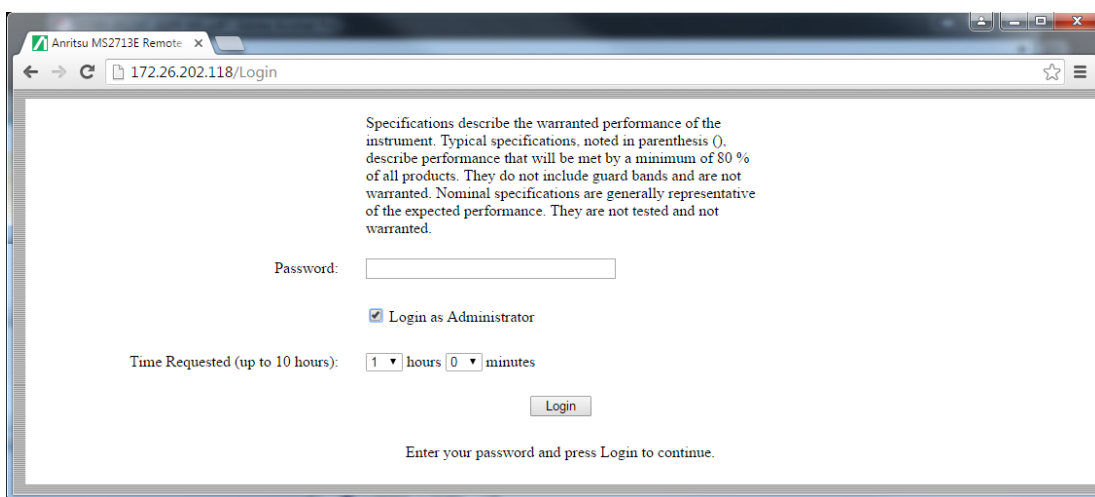 Anritsu MS2713E Remote
172.26.202.118/Login
Specifications describe the warranted performance of the
instrument. Typical specifications, noted in parenthesis (),
describe performance that will be met by a minimum of 80 %
of all products. They do not include guard bands and are not
warranted. Nominal specifications are generally representative
of the expected performance. They are not tested and not
warranted.
Password:
Login as Administrator
Time Requested (up to 10 hours): 1 hours 0 minutes
Login
Enter your password and press Login to continue.